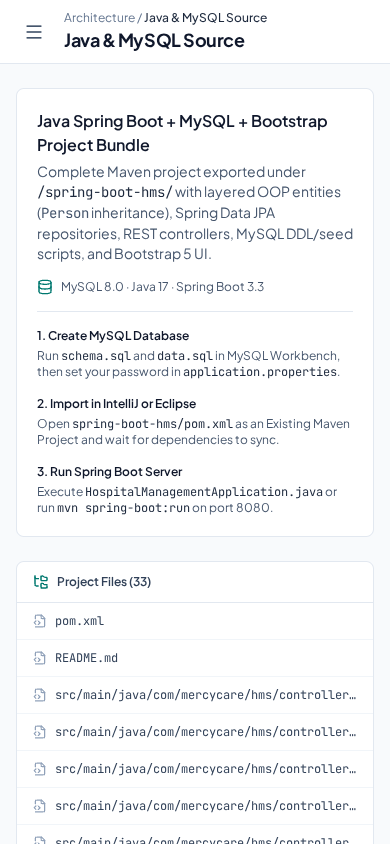 Architecture / Java & MySQL Source
Java & MySQL Source
Java Spring Boot + MySQL + Bootstrap
Project Bundle
Complete Maven project exported under
/spring-boot-hms/ with layered OOP entities
(Person inheritance), Spring Data JPA
repositories, REST controllers, MySQL DDL/seed
scripts, and Bootstrap 5 UI.
MySQL 8.0 · Java 17 · Spring Boot 3.3
1. Create MySQL Database
Run schema.sql and data.sql in MySQL Workbench,
then set your password in application.properties.
2. Import in IntelliJ or Eclipse
Open spring-boot-hms/pom.xml as an Existing Maven
Project and wait for dependencies to sync.
3. Run Spring Boot Server
Execute HospitalManagementApplication.java or
run mvn spring-boot:run on port 8080.
Project Files (33)
pom.xml
README.md
src/main/java/com/mercycare/hms/controller…
src/main/java/com/mercycare/hms/controller…
src/main/java/com/mercycare/hms/controller…
src/main/java/com/mercycare/hms/controller…
src/main/java/com/mercycare/hms/controller…